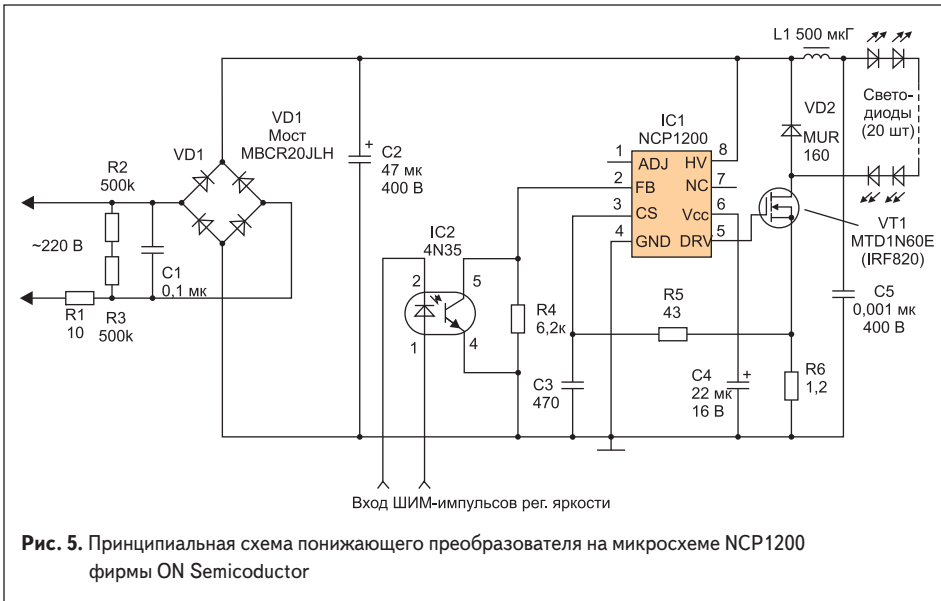 L1 500 мкГ
VD1
Мост
MBCR20JLH
VD1
R2
500k
~220 В
C1
0,1 мк
R1
10
R3
500k
C2
47 мк
400 В
IC2
4N35
2
5
1
4
R4
6,2к
IC1
NCP1200
1
ADJ
HV
8
2
FB
NC
7
3
CS
Vcc
6
4
GND
DRV
5
VD2
MUR
160
Свето-
диоды
(20 шт)
VT1
MTD1N60E
(IRF820)
C5
0,001 мк
400 В
R5
43
C3
470
C4
22 мк
16 В
R6
1,2
+
+
Вход ШИМ-импульсов рег. яркости
Рис. 5. Принципиальная схема понижающего преобразователя на микросхеме NCP1200
фирмы ON Semicoductor